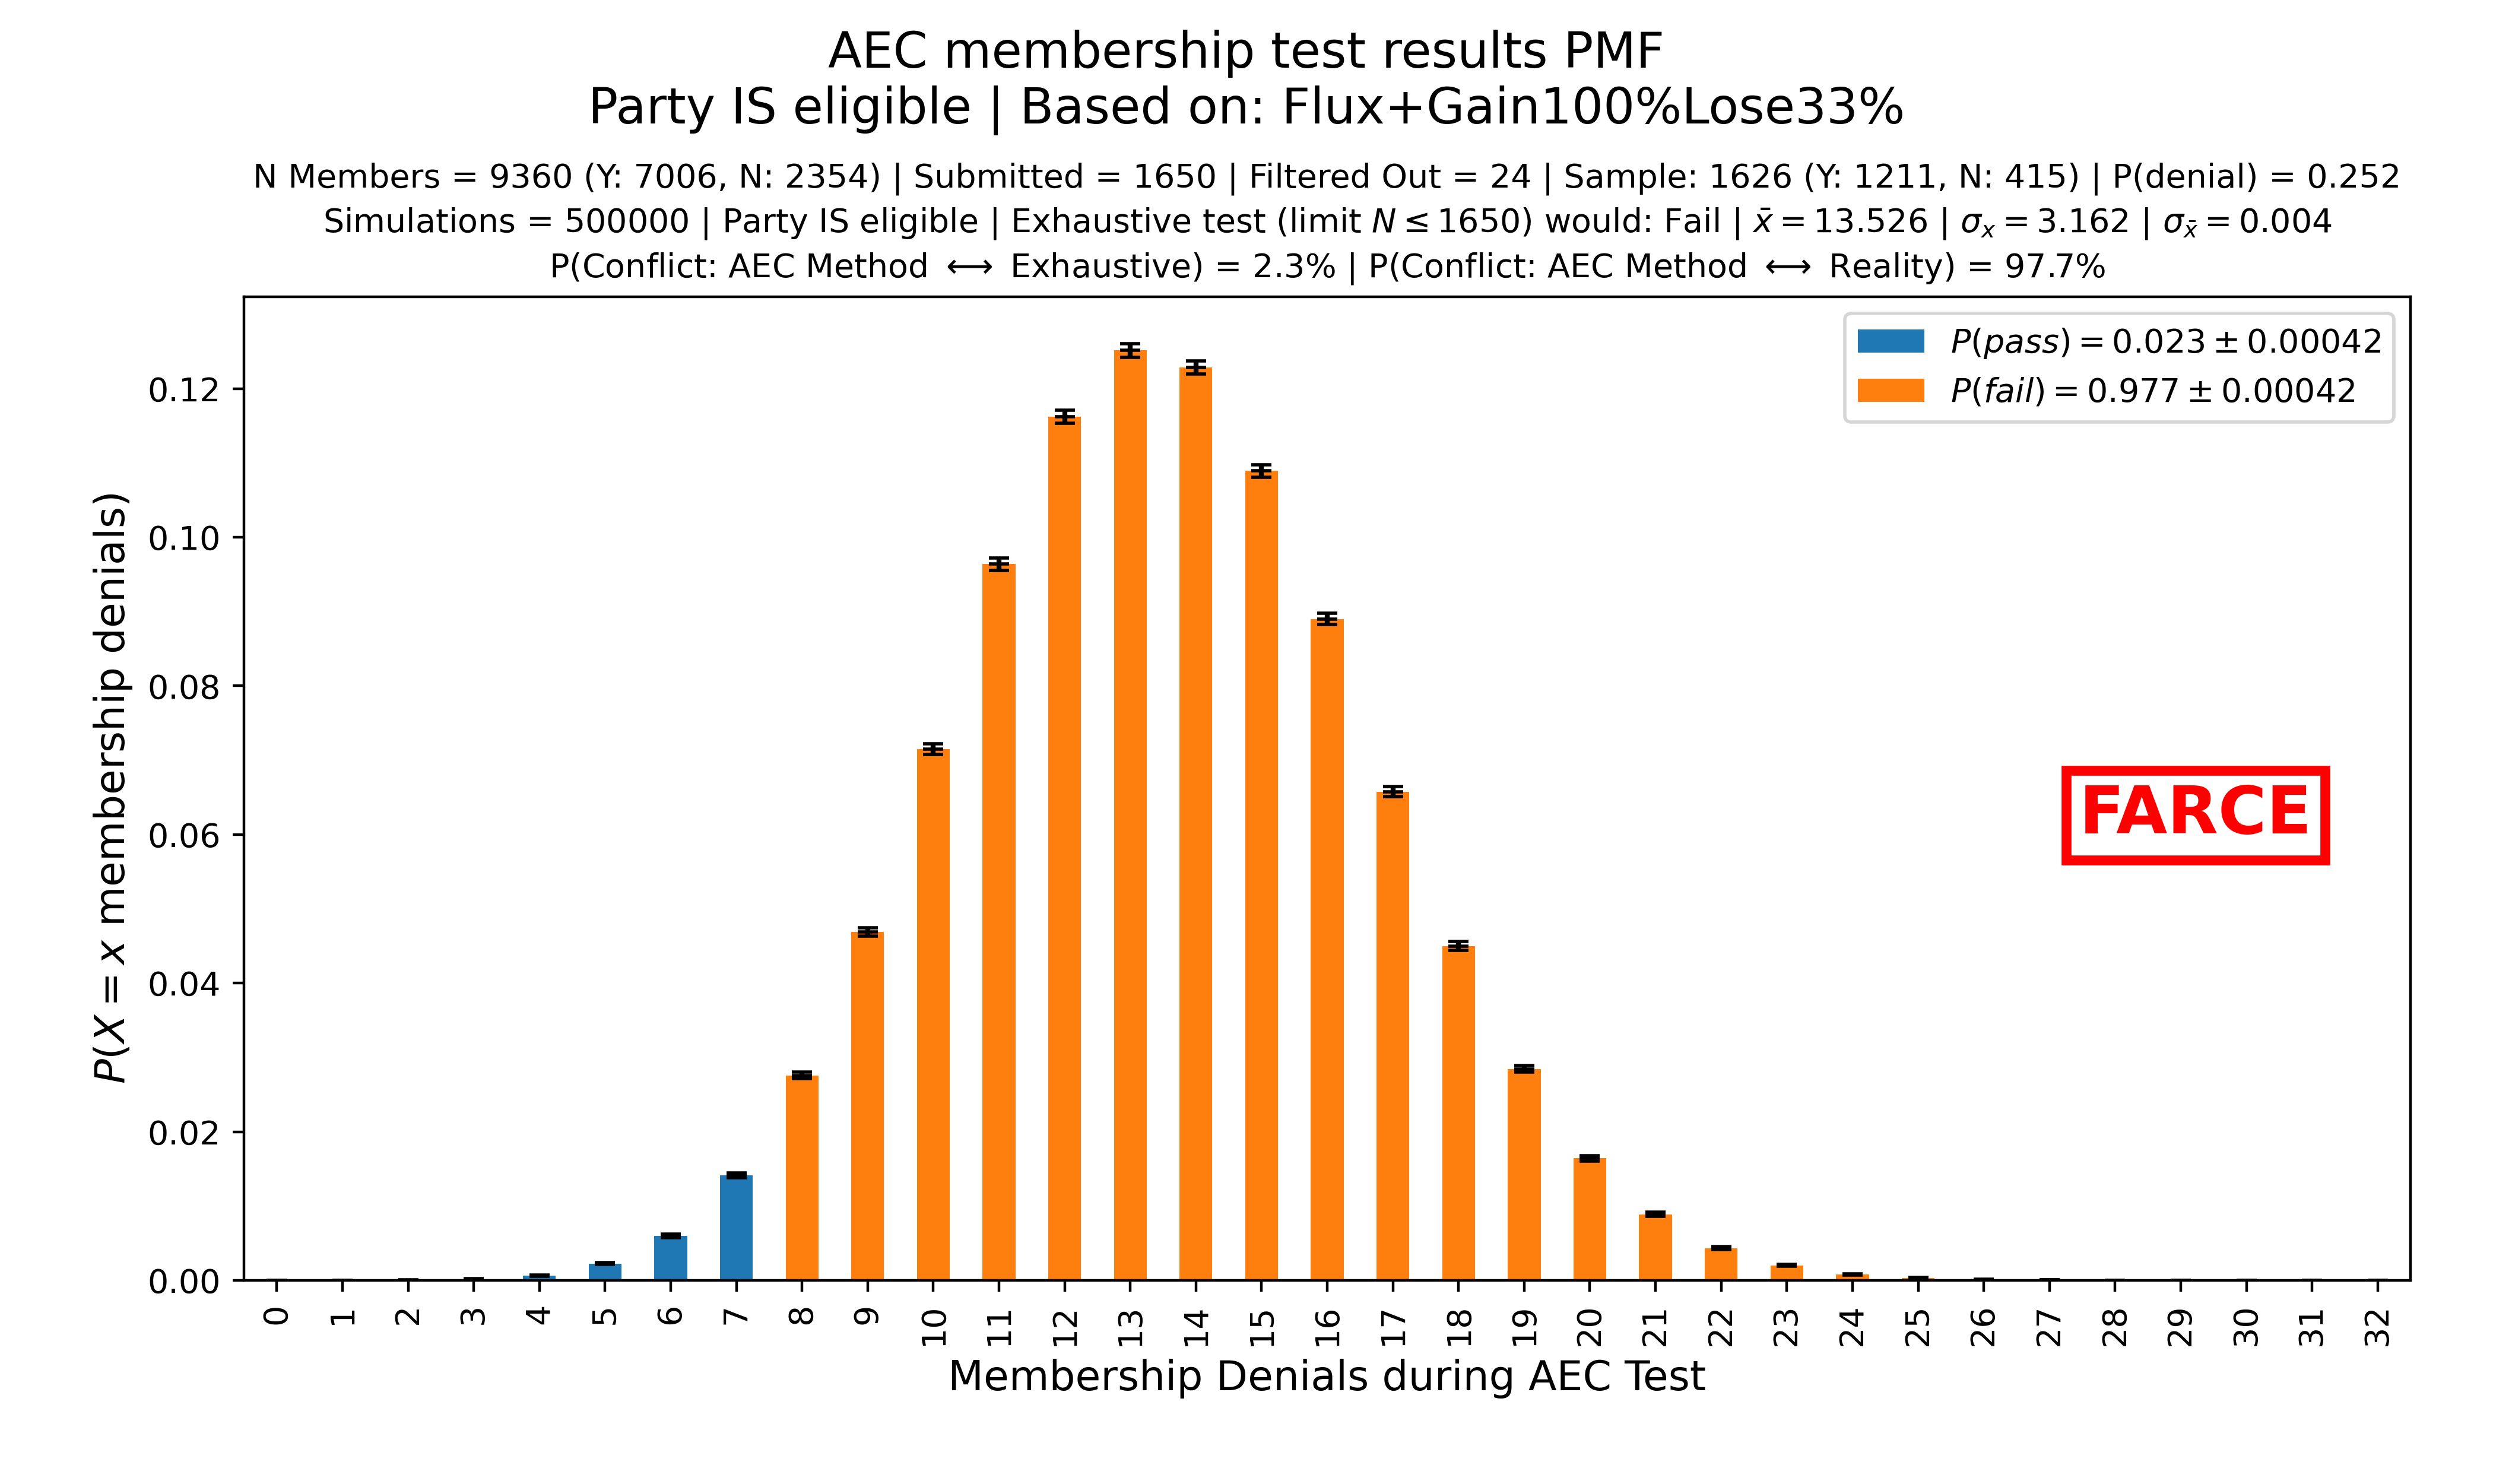 AEC membership test results PMF
Party IS eligible | Based on: Flux+Gain100%Lose33%
N Members = 9360 (Y: 7006, N: 2354) | Submitted = 1650 | Filtered Out = 24 | Sample: 1626 (Y: 1211, N: 415) | P(denial) = 0.252
Simulations = 500000 | Party IS eligible | Exhaustive test (limit N ≤ 1650) would: Fail | x̄ = 13.526 | σₓ = 3.162 | σ_x̄ = 0.004
P(Conflict: AEC Method ⟷ Exhaustive) = 2.3% | P(Conflict: AEC Method ⟷ Reality) = 97.7%
P(pass) = 0.023 ± 0.00042
P(fail) = 0.977 ± 0.00042
FARCE
P(X = x membership denials)
0.12
0.10
0.08
0.06
0.04
0.02
0.00
0 1 2 3 4 5 6 7 8 9 10 11 12 13 14 15 16 17 18 19 20 21 22 23 24 25 26 27 28 29 30 31 32
Membership Denials during AEC Test